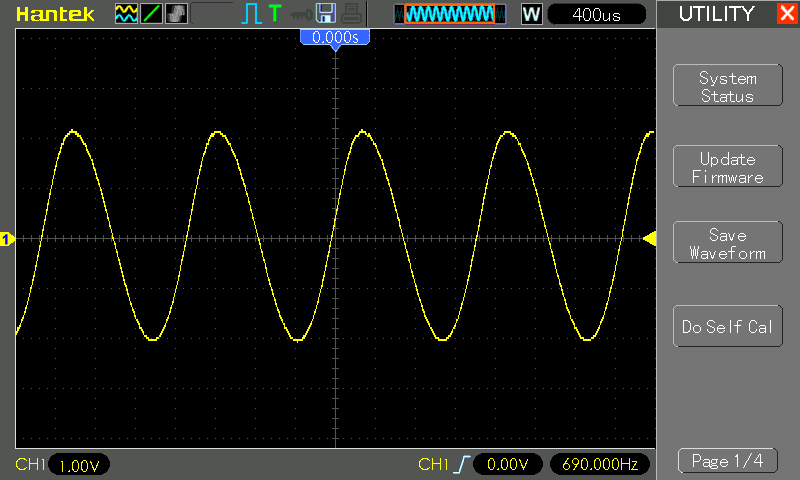 Hantek
T
W
400us
UTILITY
0.000s
System
Status
Update
Firmware
1
Save
Waveform
Do Self Cal
CH1
1.00V
CH1
0.00V
690.000Hz
Page 1/4